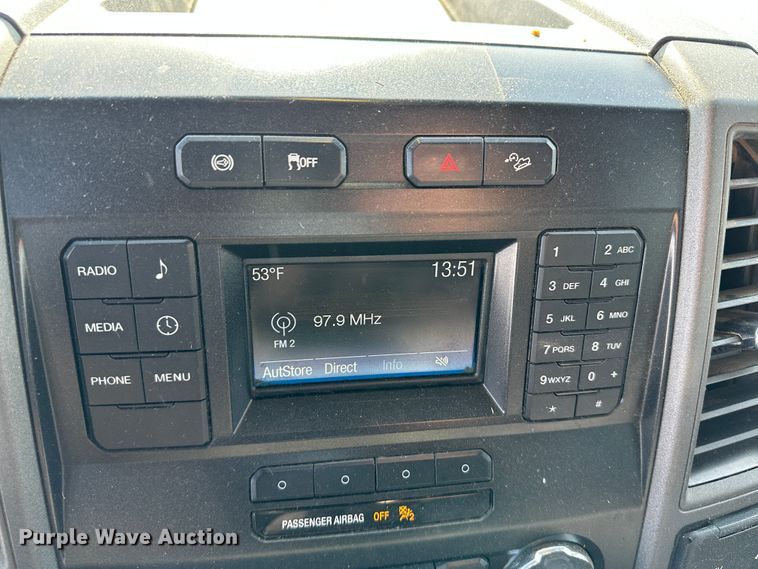 OFF
RADIO
MEDIA
PHONE MENU
53°F 13:51
97.9 MHz
FM 2
AutStore Direct Info
1 2 ABC
3 DEF 4 GHI
5 JKL 6 MNO
7 PQRS 8 TUV
9 WXYZ 0 +
* #
PASSENGER AIRBAG OFF 2
Purple Wave Auction